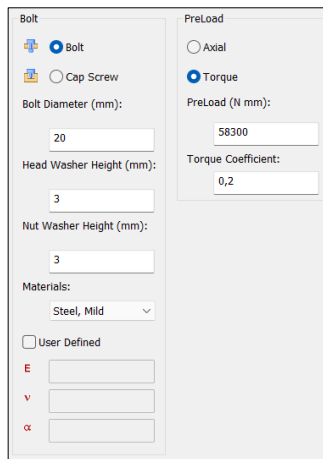 Bolt
Bolt
Cap Screw
Bolt Diameter (mm):
20
Head Washer Height (mm):
3
Nut Washer Height (mm):
3
Materials:
Steel, Mild
User Defined
E
ν
α
PreLoad
Axial
Torque
PreLoad (N mm):
58300
Torque Coefficient:
0,2